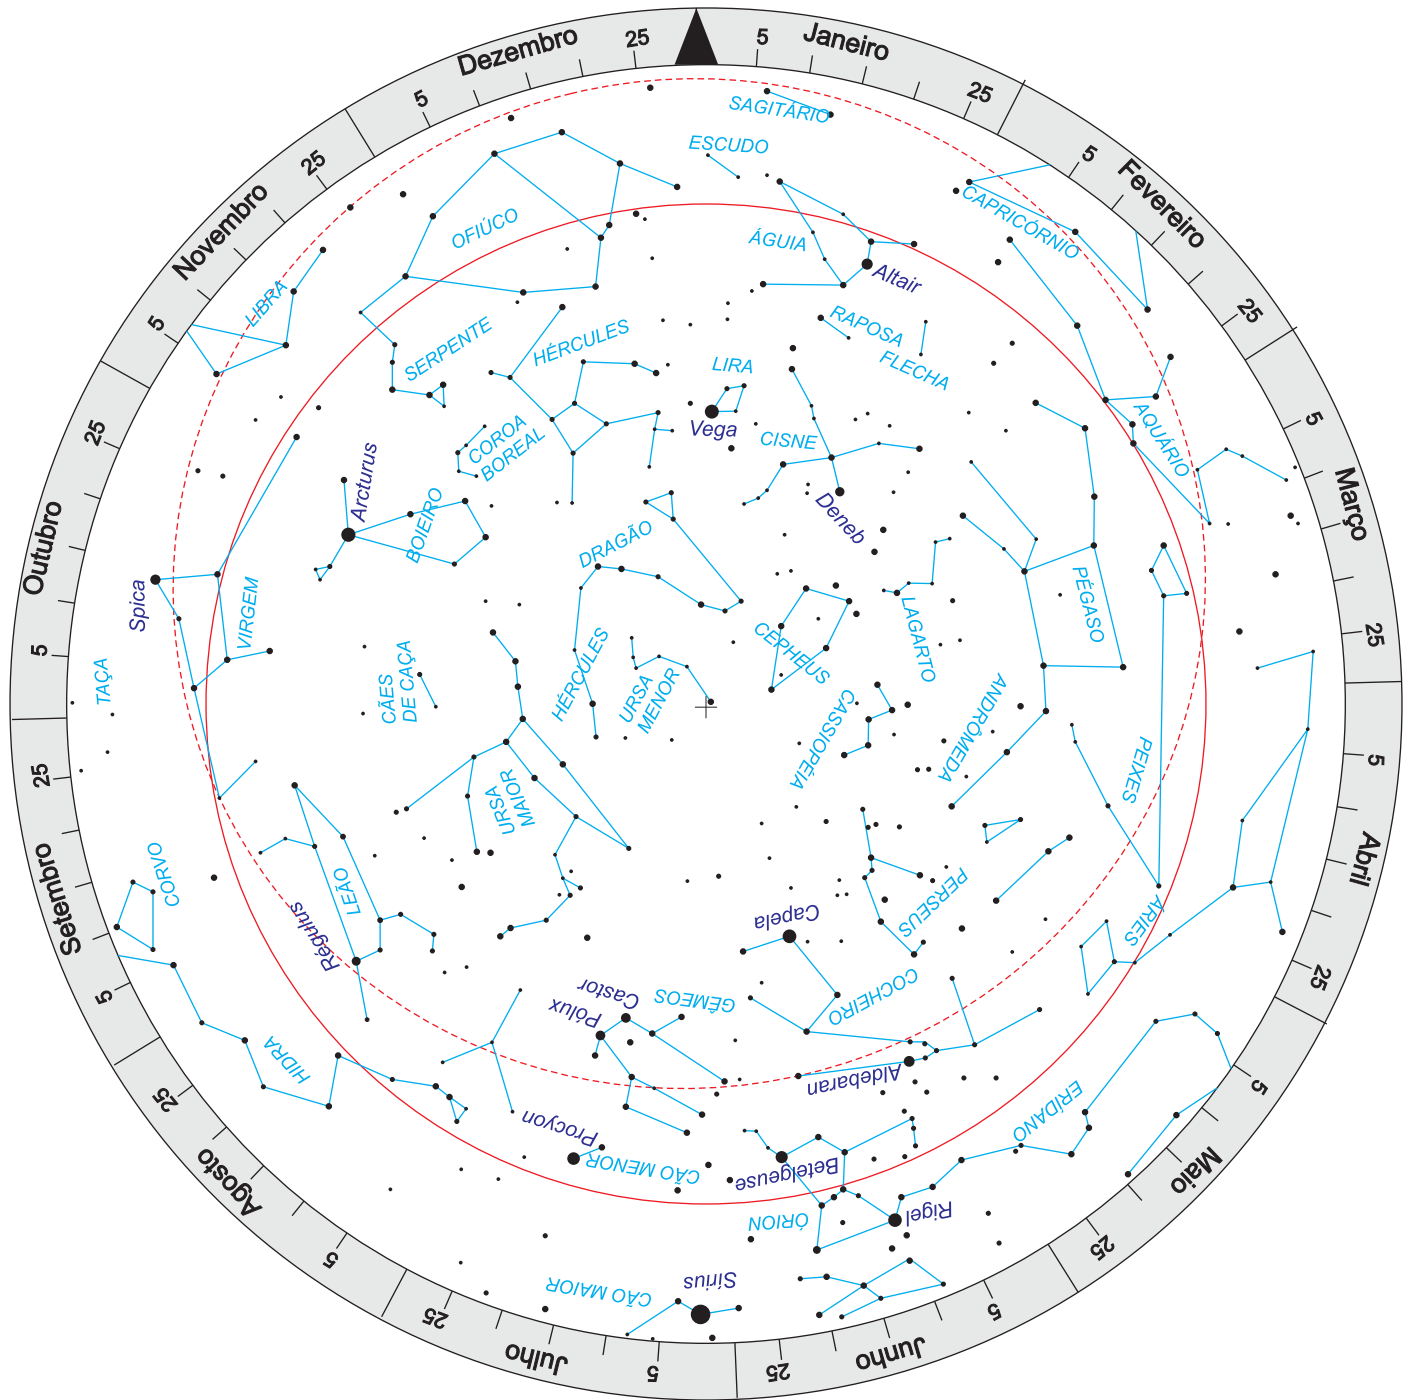 Dezembro
25
5
Janeiro
25
5
Fevereiro
25
5
Março
25
5
Abril
25
5
Maio
25
5
Junho
25
5
Julho
25
5
Agosto
25
5
Setembro
25
5
Outubro
25
5
Novembro
25
5
SAGITÁRIO
ESCUDO
CAPRICÓRNIO
OFIÚCO
ÁGUIA
Altair
LIBRA
SERPENTE
HÉRCULES
RAPOSA
FLECHA
LIRA
Vega
AQUÁRIO
COROA
BOREAL
CISNE
Deneb
Arcturus
BOIEIRO
DRAGÃO
Spica
VIRGEM
PÉGASO
LAGARTO
CEPHEUS
TAÇA
CÃES
DE CAÇA
HÉRCULES
URSA
MENOR
CASSIOPÉIA
ANDRÔMEDA
PEIXES
URSA
MAIOR
CORVO
LEÃO
Régulus
PERSEUS
ARIES
Capela
COCHEIRO
GÊMEOS
Castor
Pólux
HIDRA
Aldebaran
ERÍDANO
Procyon
CÃO MENOR
Betelgeuse
Rigel
ÓRION
Sírius
CÃO MAIOR